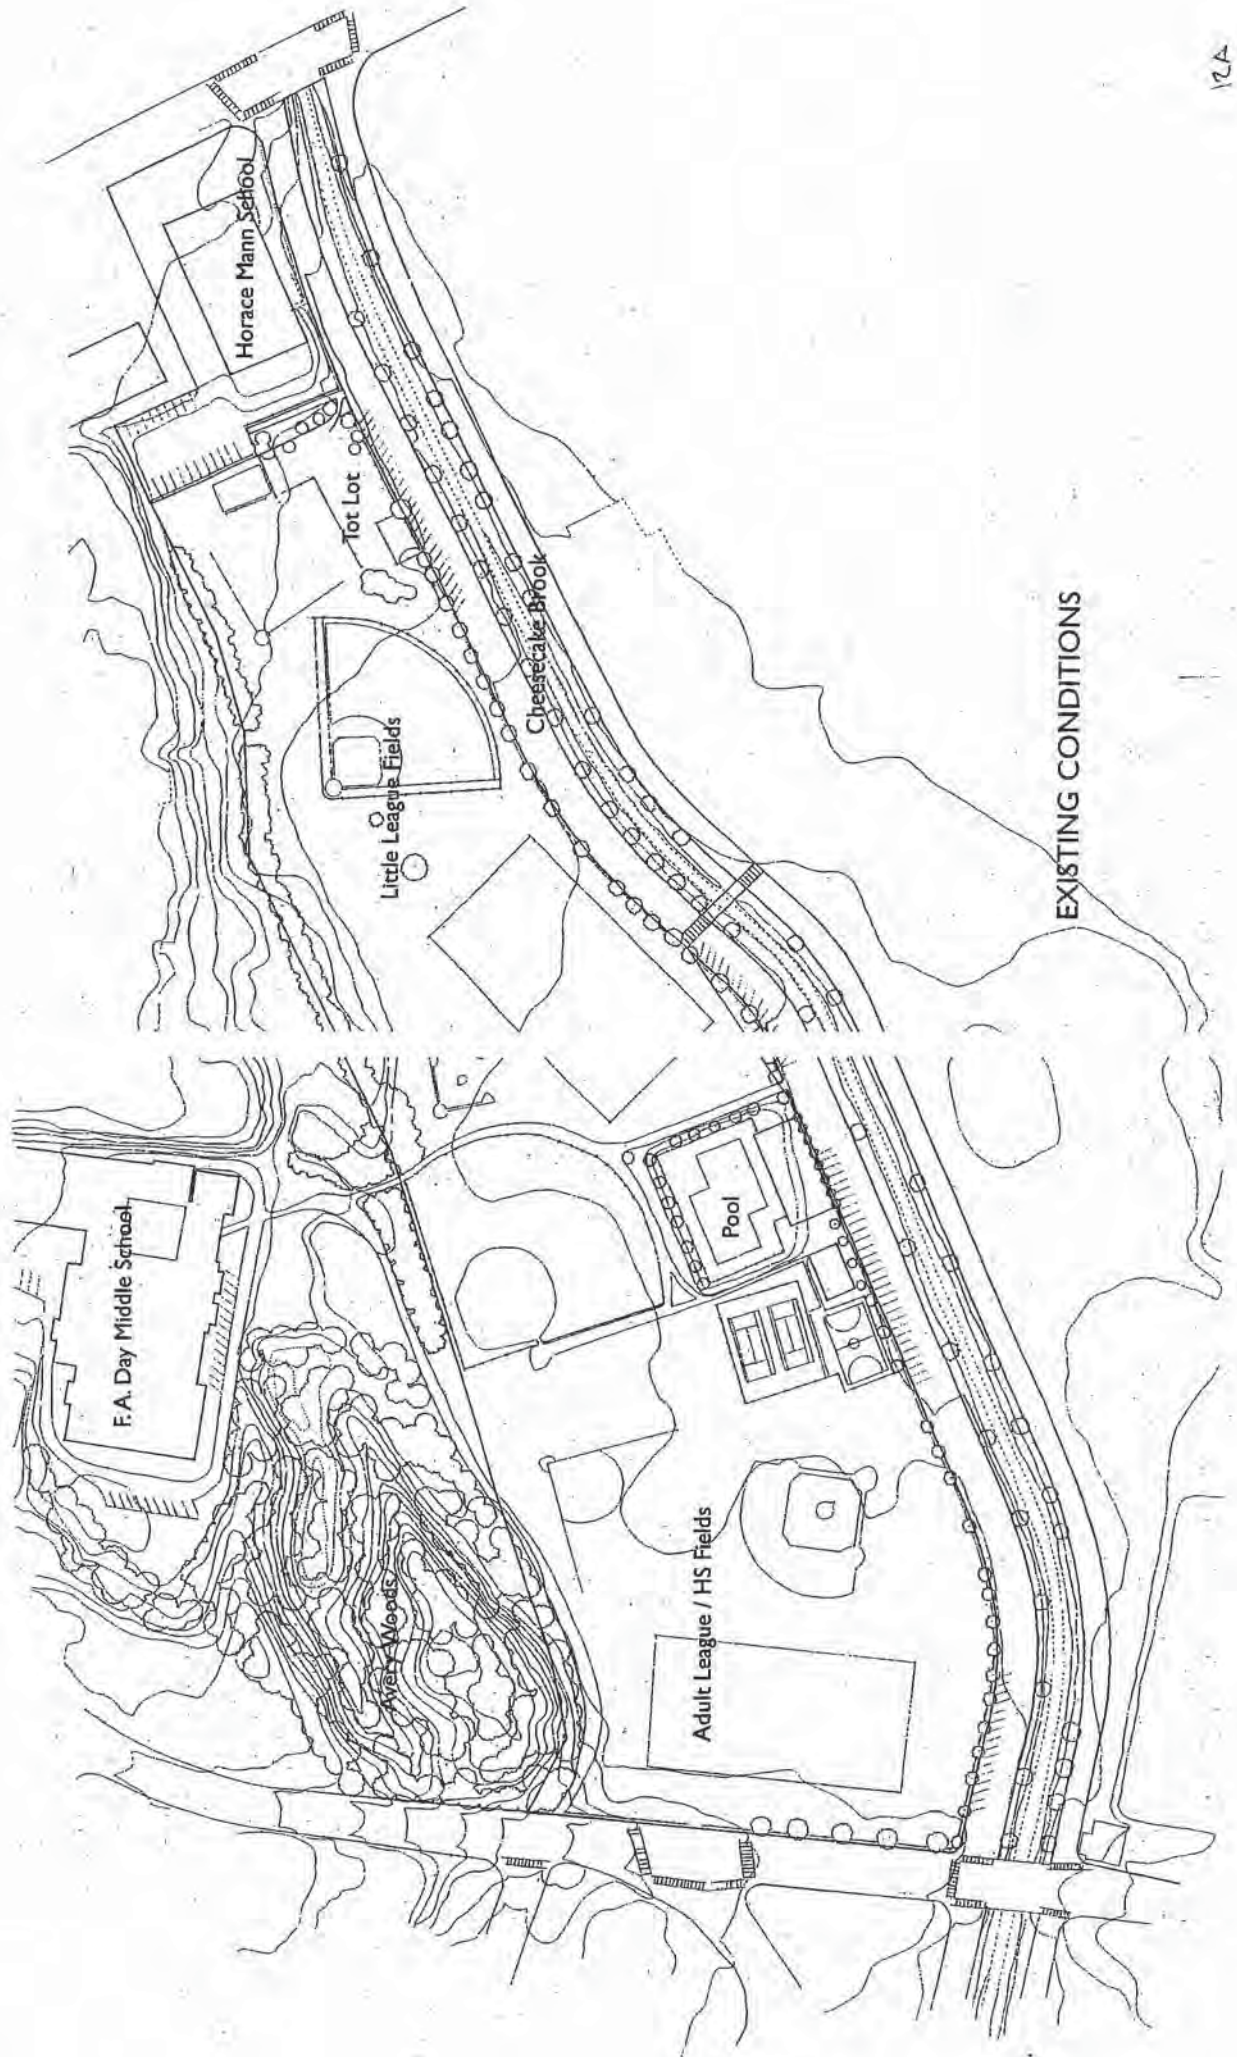 12A
Horace Mann School
Tot Lot
Cheesecake Brook
Little League Fields
EXISTING CONDITIONS
F. A. Day Middle School
Pool
Avery Woods
Adult League / HS Fields